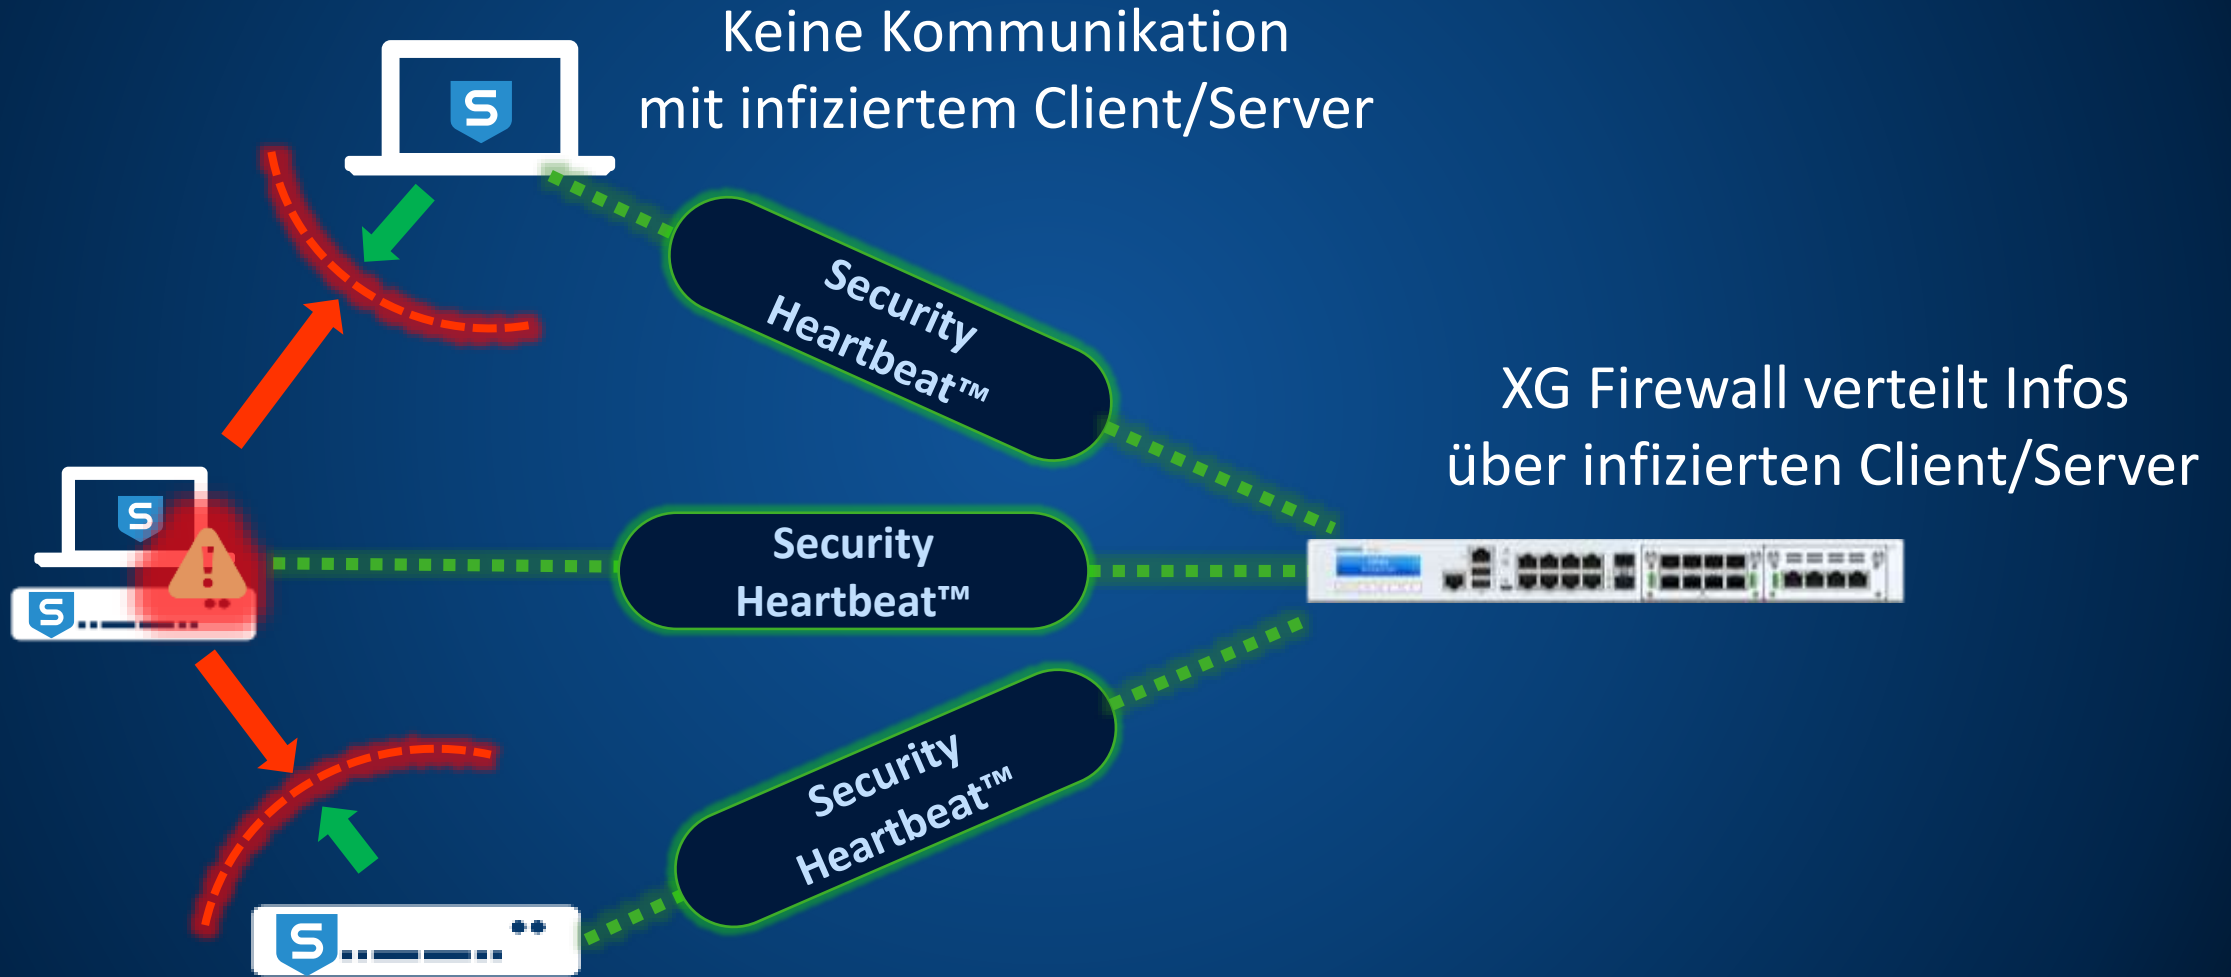 Keine Kommunikation
mit infiziertem Client/Server
Security
Heartbeat™
XG Firewall verteilt Infos
über infizierten Client/Server
Security
Heartbeat™
Security
Heartbeat™
S
S
S
S